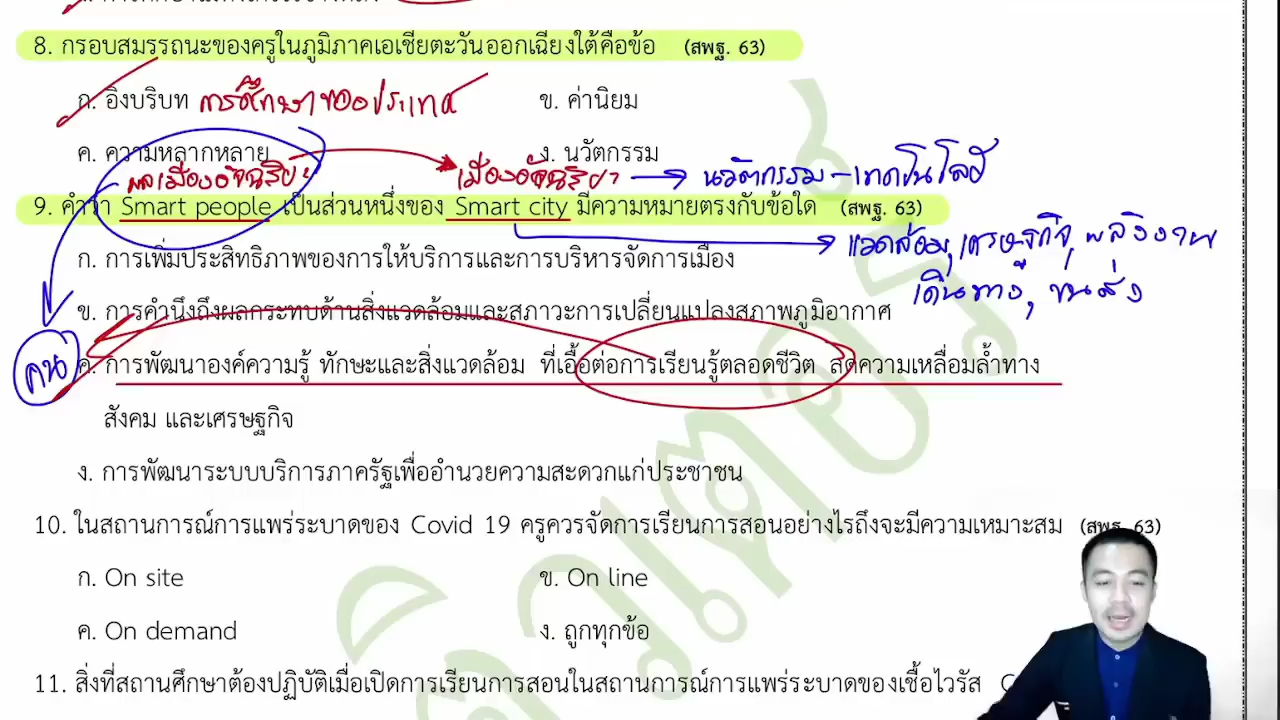 8. กรอบสมรรถนะของครูในภูมิภาคเอเชียตะวันออกเฉียงใต้คือข้อ (สพฐ. 63)
ก. อิงบริบท การศึกษาของประเทศ ข. ค่านิยม
ค. ความหลากหลาย ง. นวัตกรรม
พลเมืองอัจฉริยะ เมืองอัจฉริยะ นวัตกรรม - เทคโนโลยี
9. คำว่า Smart people เป็นส่วนหนึ่งของ Smart city มีความหมายตรงกับข้อใด (สพฐ. 63)
แวดล้อม, เศรษฐกิจ, พลังงาน
ก. การเพิ่มประสิทธิภาพของการให้บริการและการบริหารจัดการเมือง
เดินทาง, ขนส่ง
ข. การคำนึงถึงผลกระทบด้านสิ่งแวดล้อมและสภาวะการเปลี่ยนแปลงสภาพภูมิอากาศ
คน
ค. การพัฒนาองค์ความรู้ ทักษะและสิ่งแวดล้อม ที่เอื้อต่อการเรียนรู้ตลอดชีวิต ลดความเหลื่อมล้ำทาง
สังคม และเศรษฐกิจ
ง. การพัฒนาระบบบริการภาครัฐเพื่ออำนวยความสะดวกแก่ประชาชน
10. ในสถานการณ์การแพร่ระบาดของ Covid 19 ครูควรจัดการเรียนการสอนอย่างไรถึงจะมีความเหมาะสม (สพฐ. 63)
ก. On site ข. On line
ค. On demand ง. ถูกทุกข้อ
11. สิ่งที่สถานศึกษาต้องปฏิบัติเมื่อเปิดการเรียนการสอนในสถานการณ์การแพร่ระบาดของเชื้อไวรัส